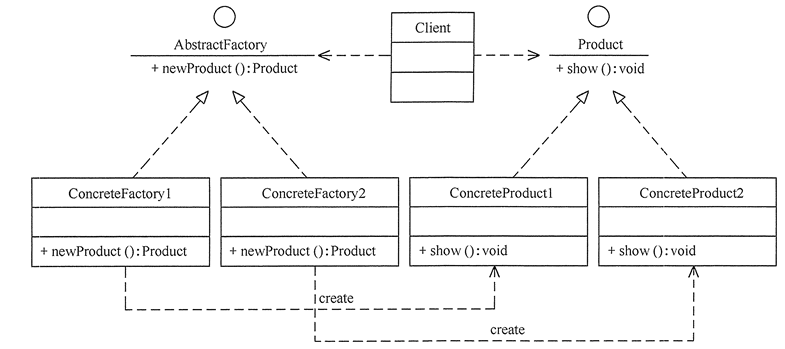 AbstractFactory
+ newProduct ():Product
Client
Product
+ show ():void
ConcreteFactory1
+ newProduct ():Product
ConcreteFactory2
+ newProduct ():Product
ConcreteProduct1
+ show ():void
ConcreteProduct2
+ show ():void
create
create